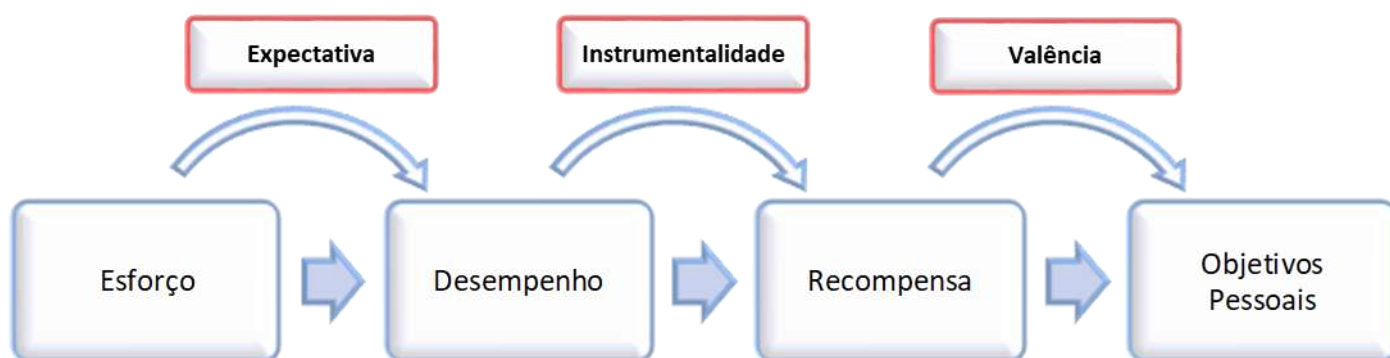 Expectativa
Instrumentalidade
Valência
Esforço
Desempenho
Recompensa
Objetivos
Pessoais